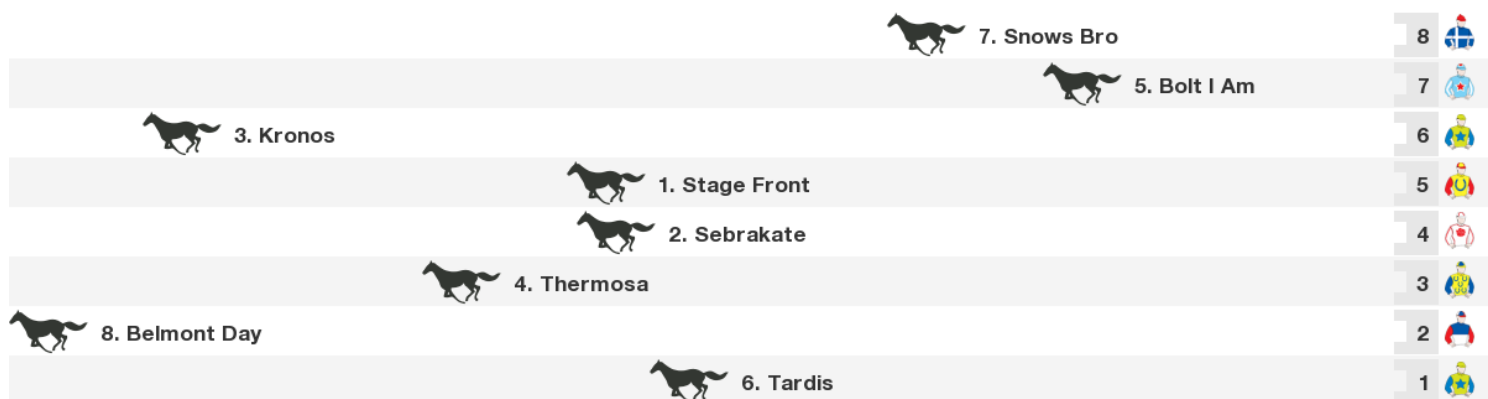 7. Snows Bro 8
5. Bolt I Am 7
3. Kronos 6
1. Stage Front 5
2. Sebrakate 4
4. Thermosa 3
8. Belmont Day 2
6. Tardis 1